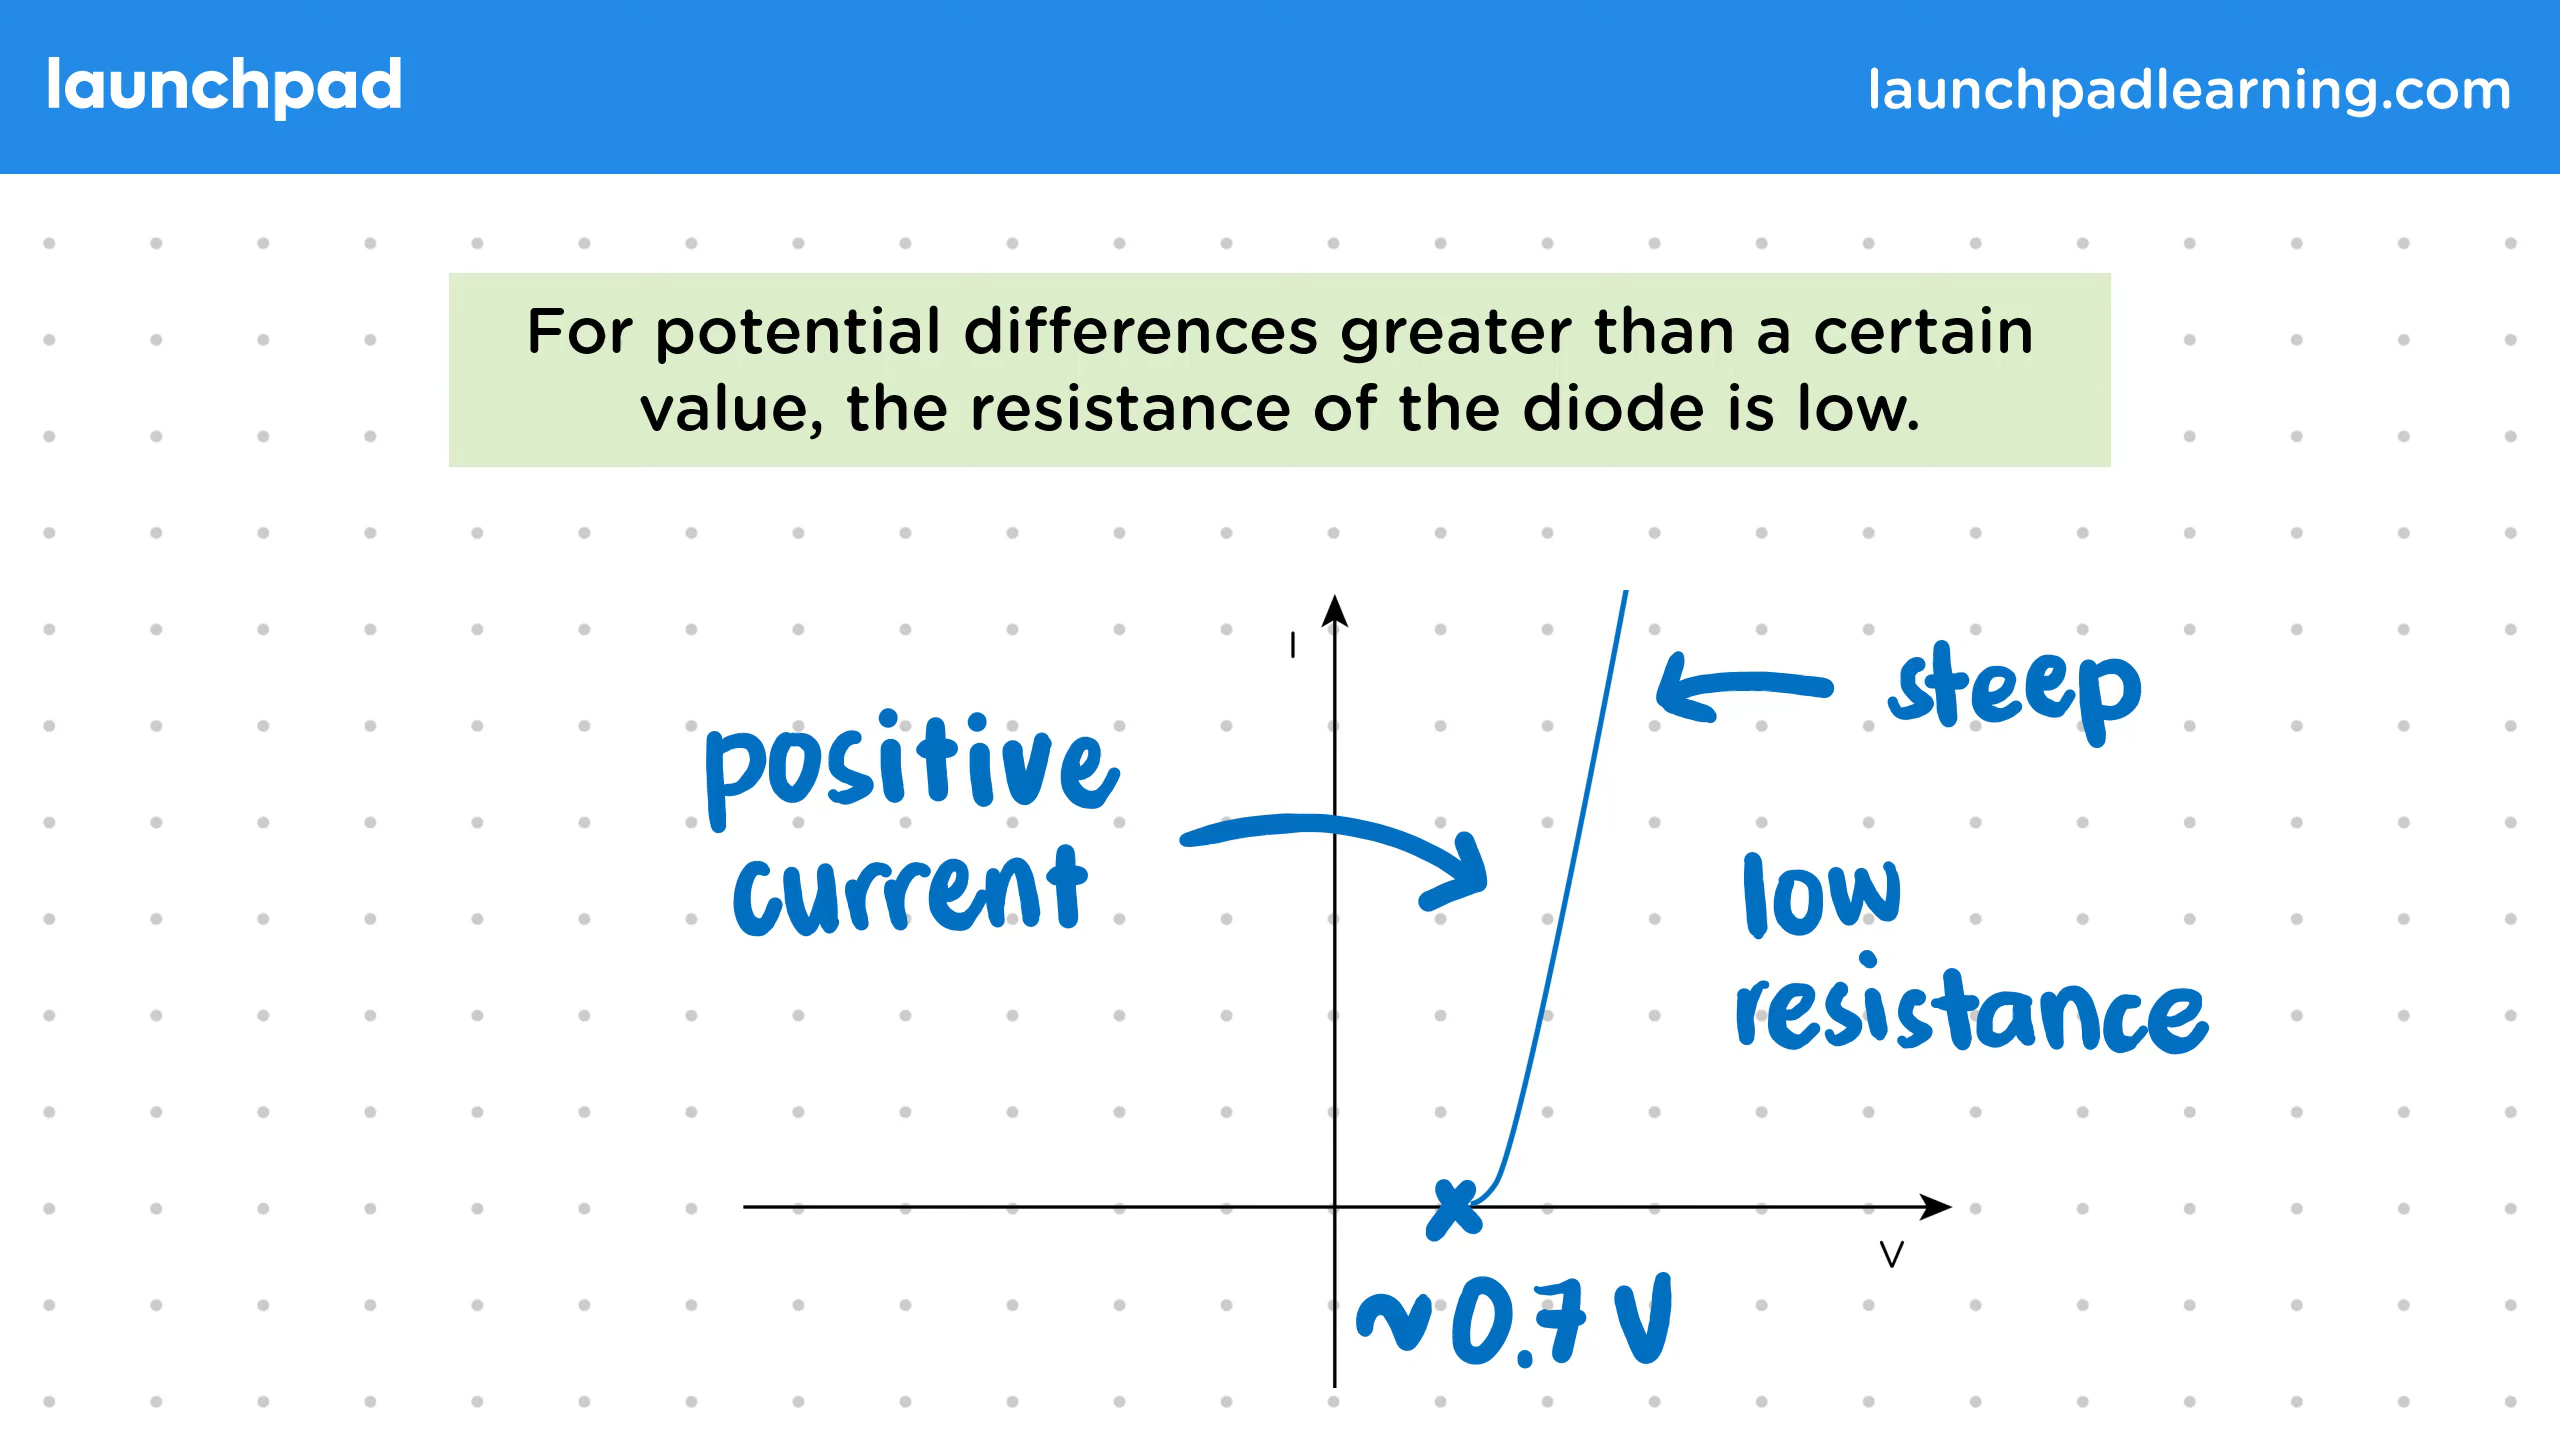 launchpad
launchpadlearning.com
For potential differences greater than a certain
value, the resistance of the diode is low.
I
steep
positive
current
low
resistance
V
~0.7 V